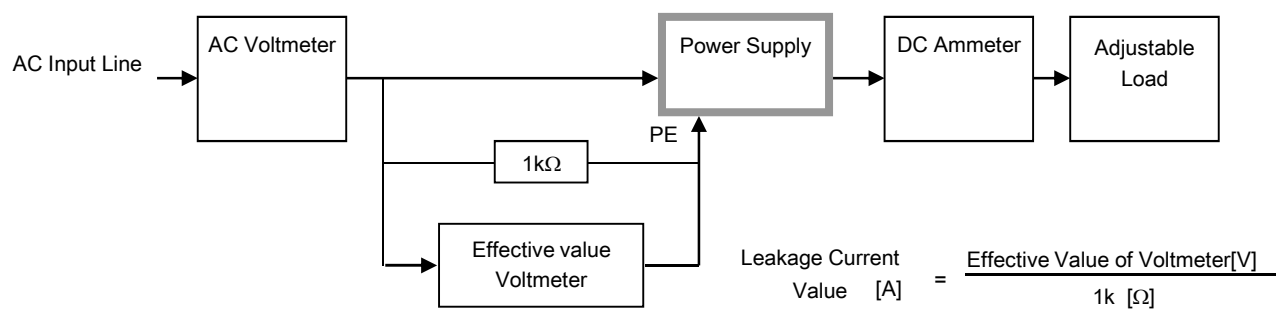 AC Input Line
AC Voltmeter
Power Supply
DC Ammeter
Adjustable
Load
PE
1kΩ
Effective value
Voltmeter
Leakage Current
Value [A]
=
Effective Value of Voltmeter[V]
1k [Ω]